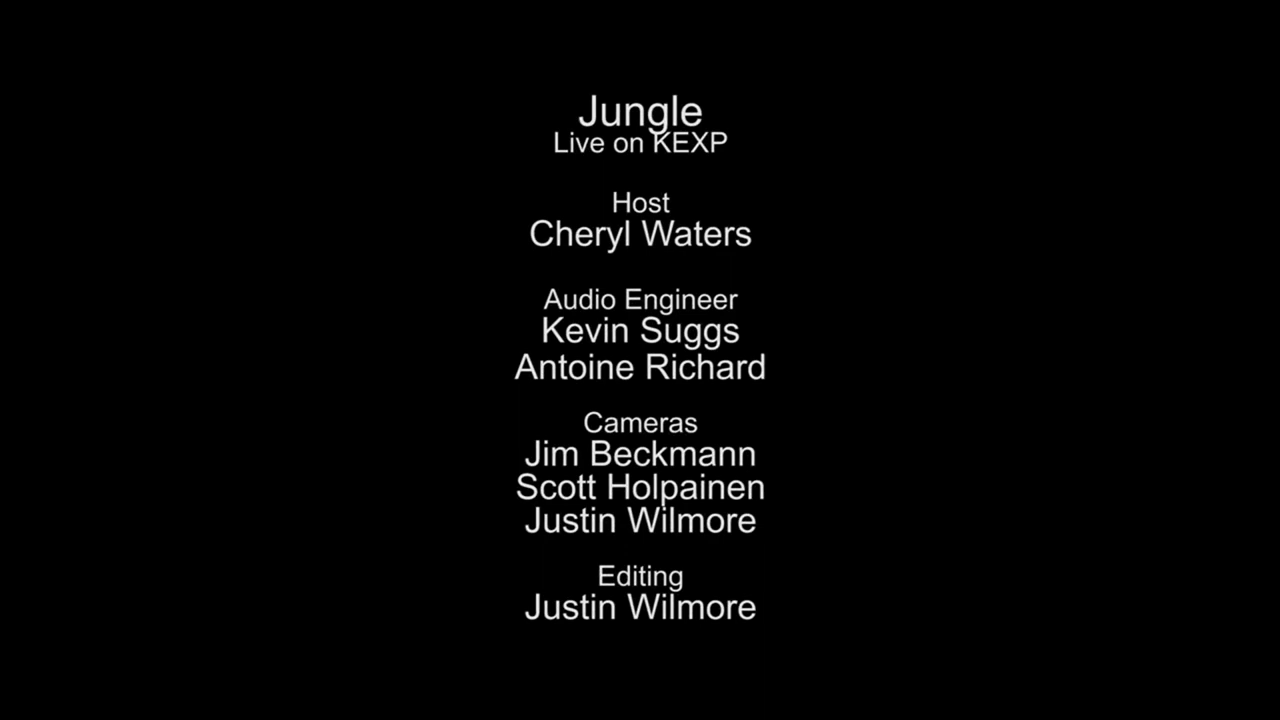 Jungle
Live on KEXP
Host
Cheryl Waters
Audio Engineer
Kevin Suggs
Antoine Richard
Cameras
Jim Beckmann
Scott Holpainen
Justin Wilmore
Editing
Justin Wilmore